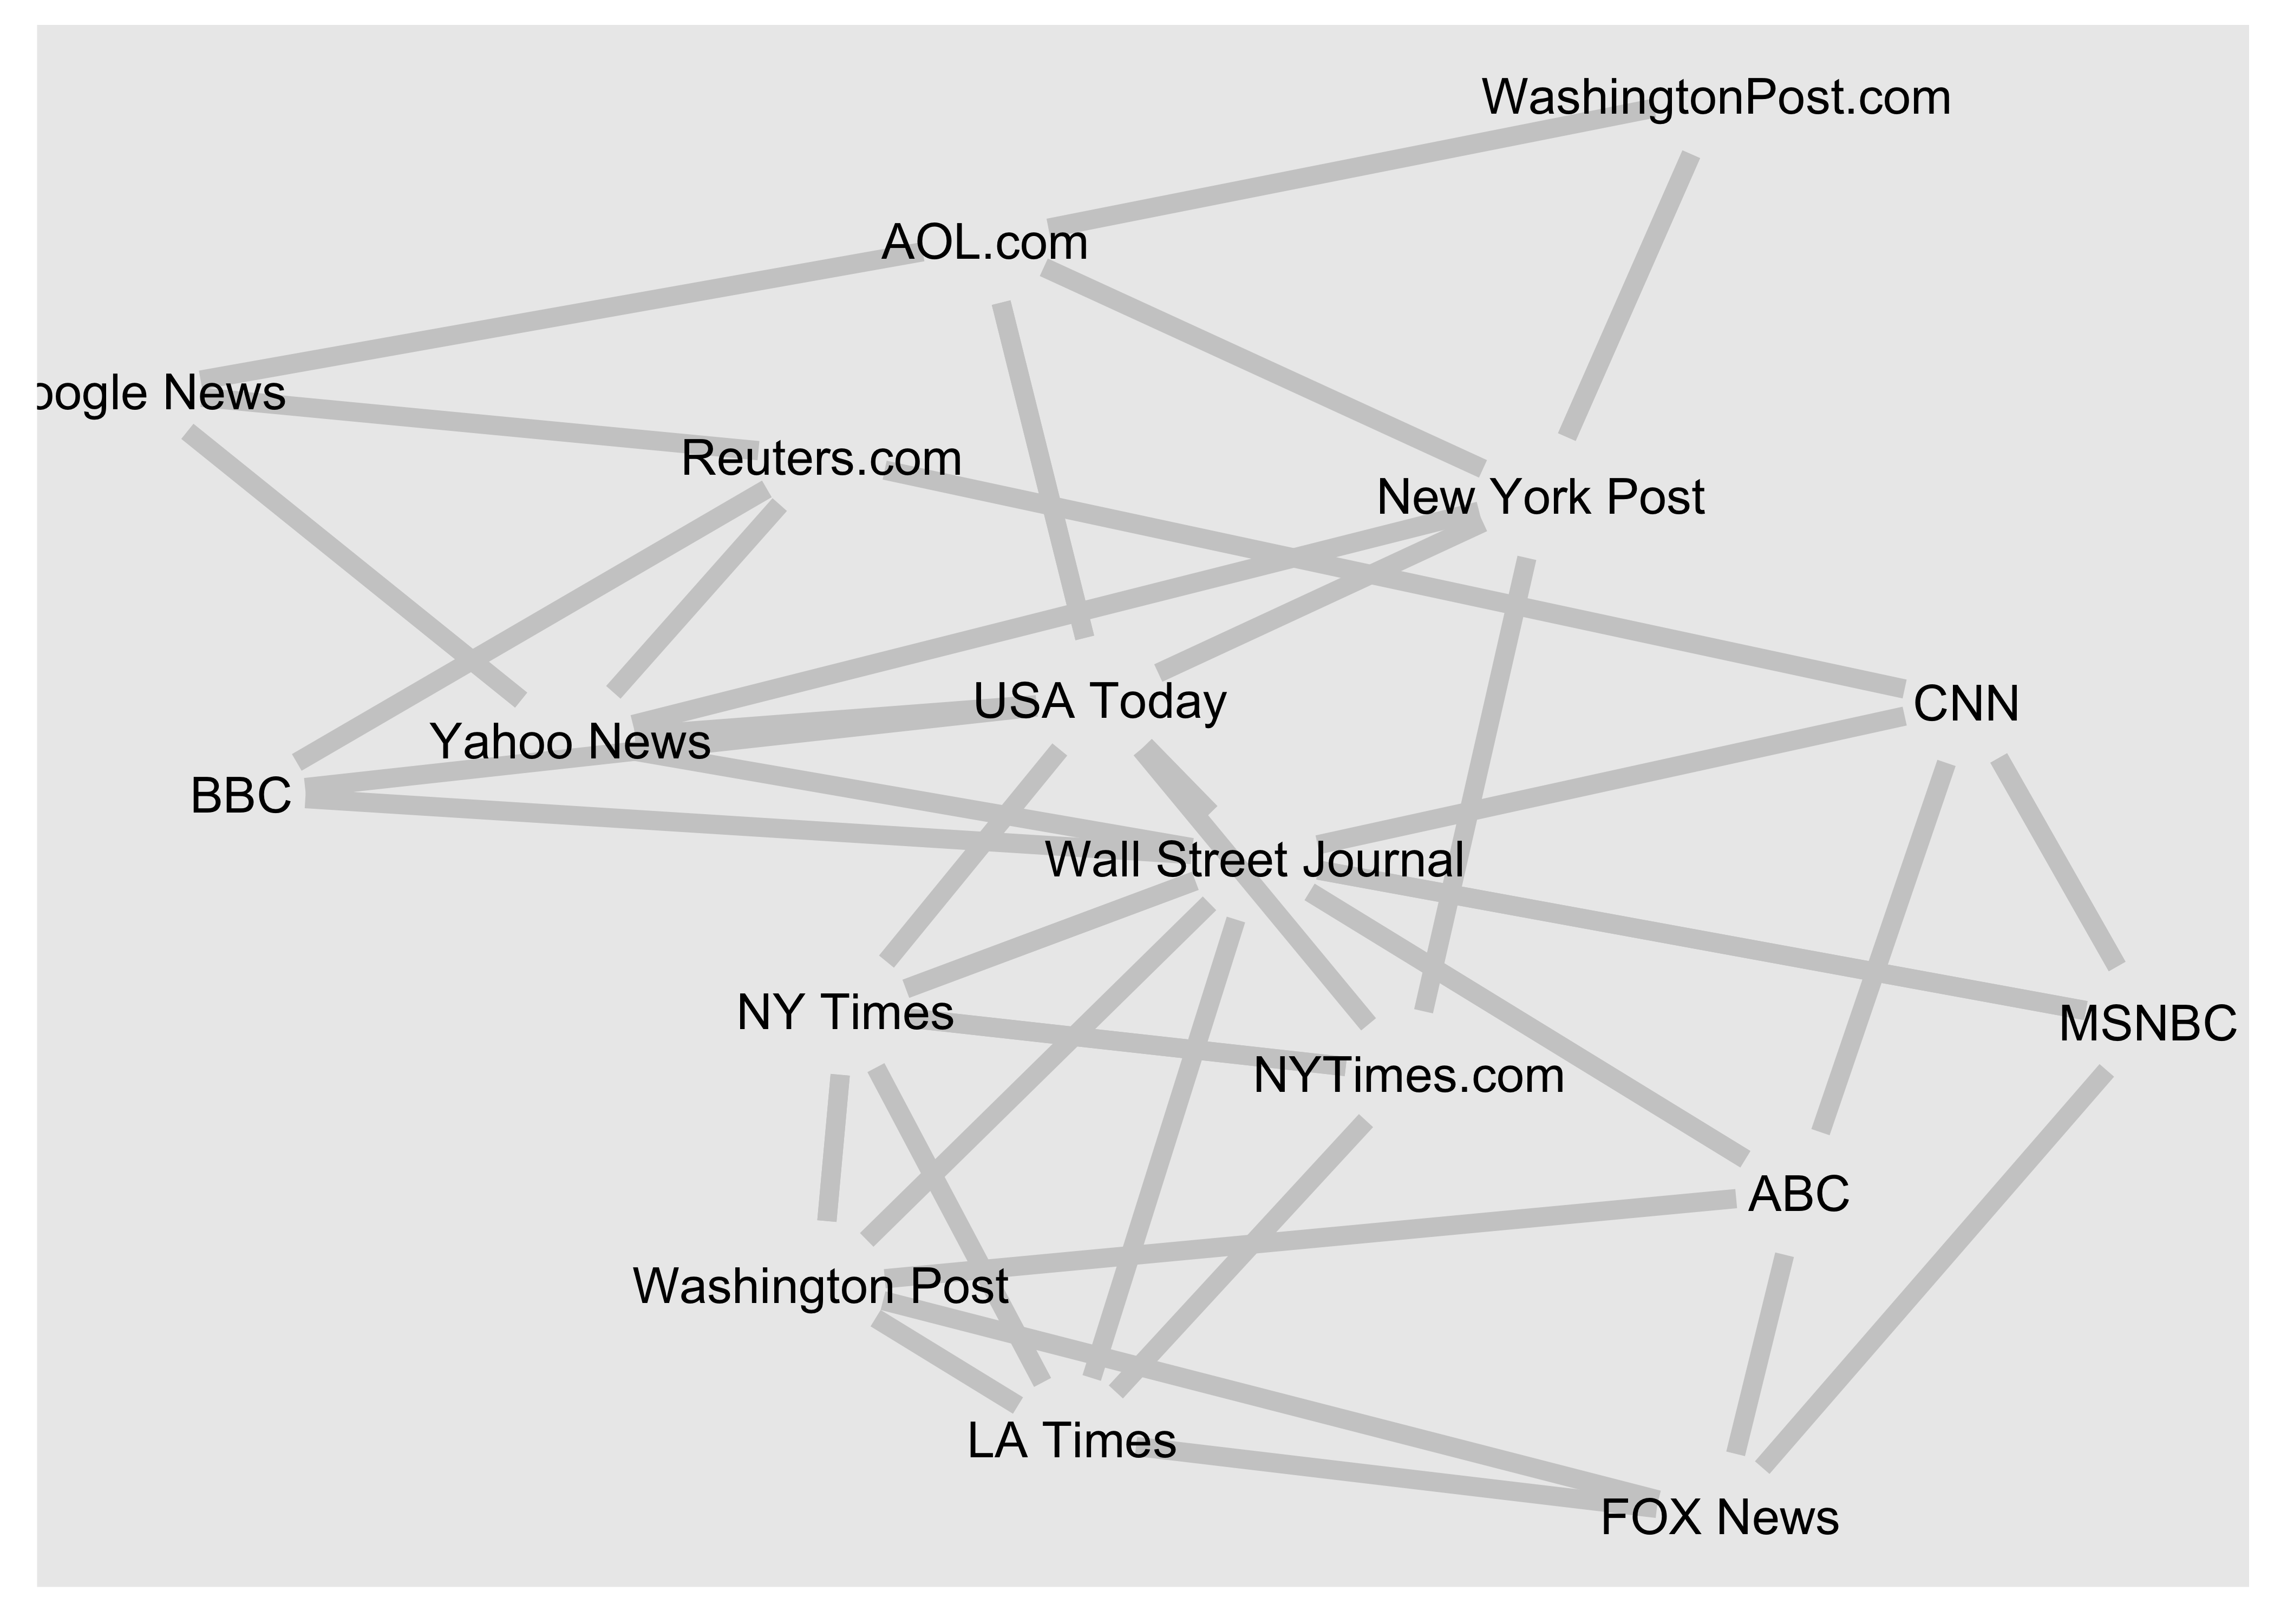 WashingtonPost.com
AOL.com
oogle News
Reuters.com
New York Post
USA Today
CNN
Yahoo News
BBC
Wall Street Journal
NY Times
MSNBC
NYTimes.com
ABC
Washington Post
LA Times
FOX News